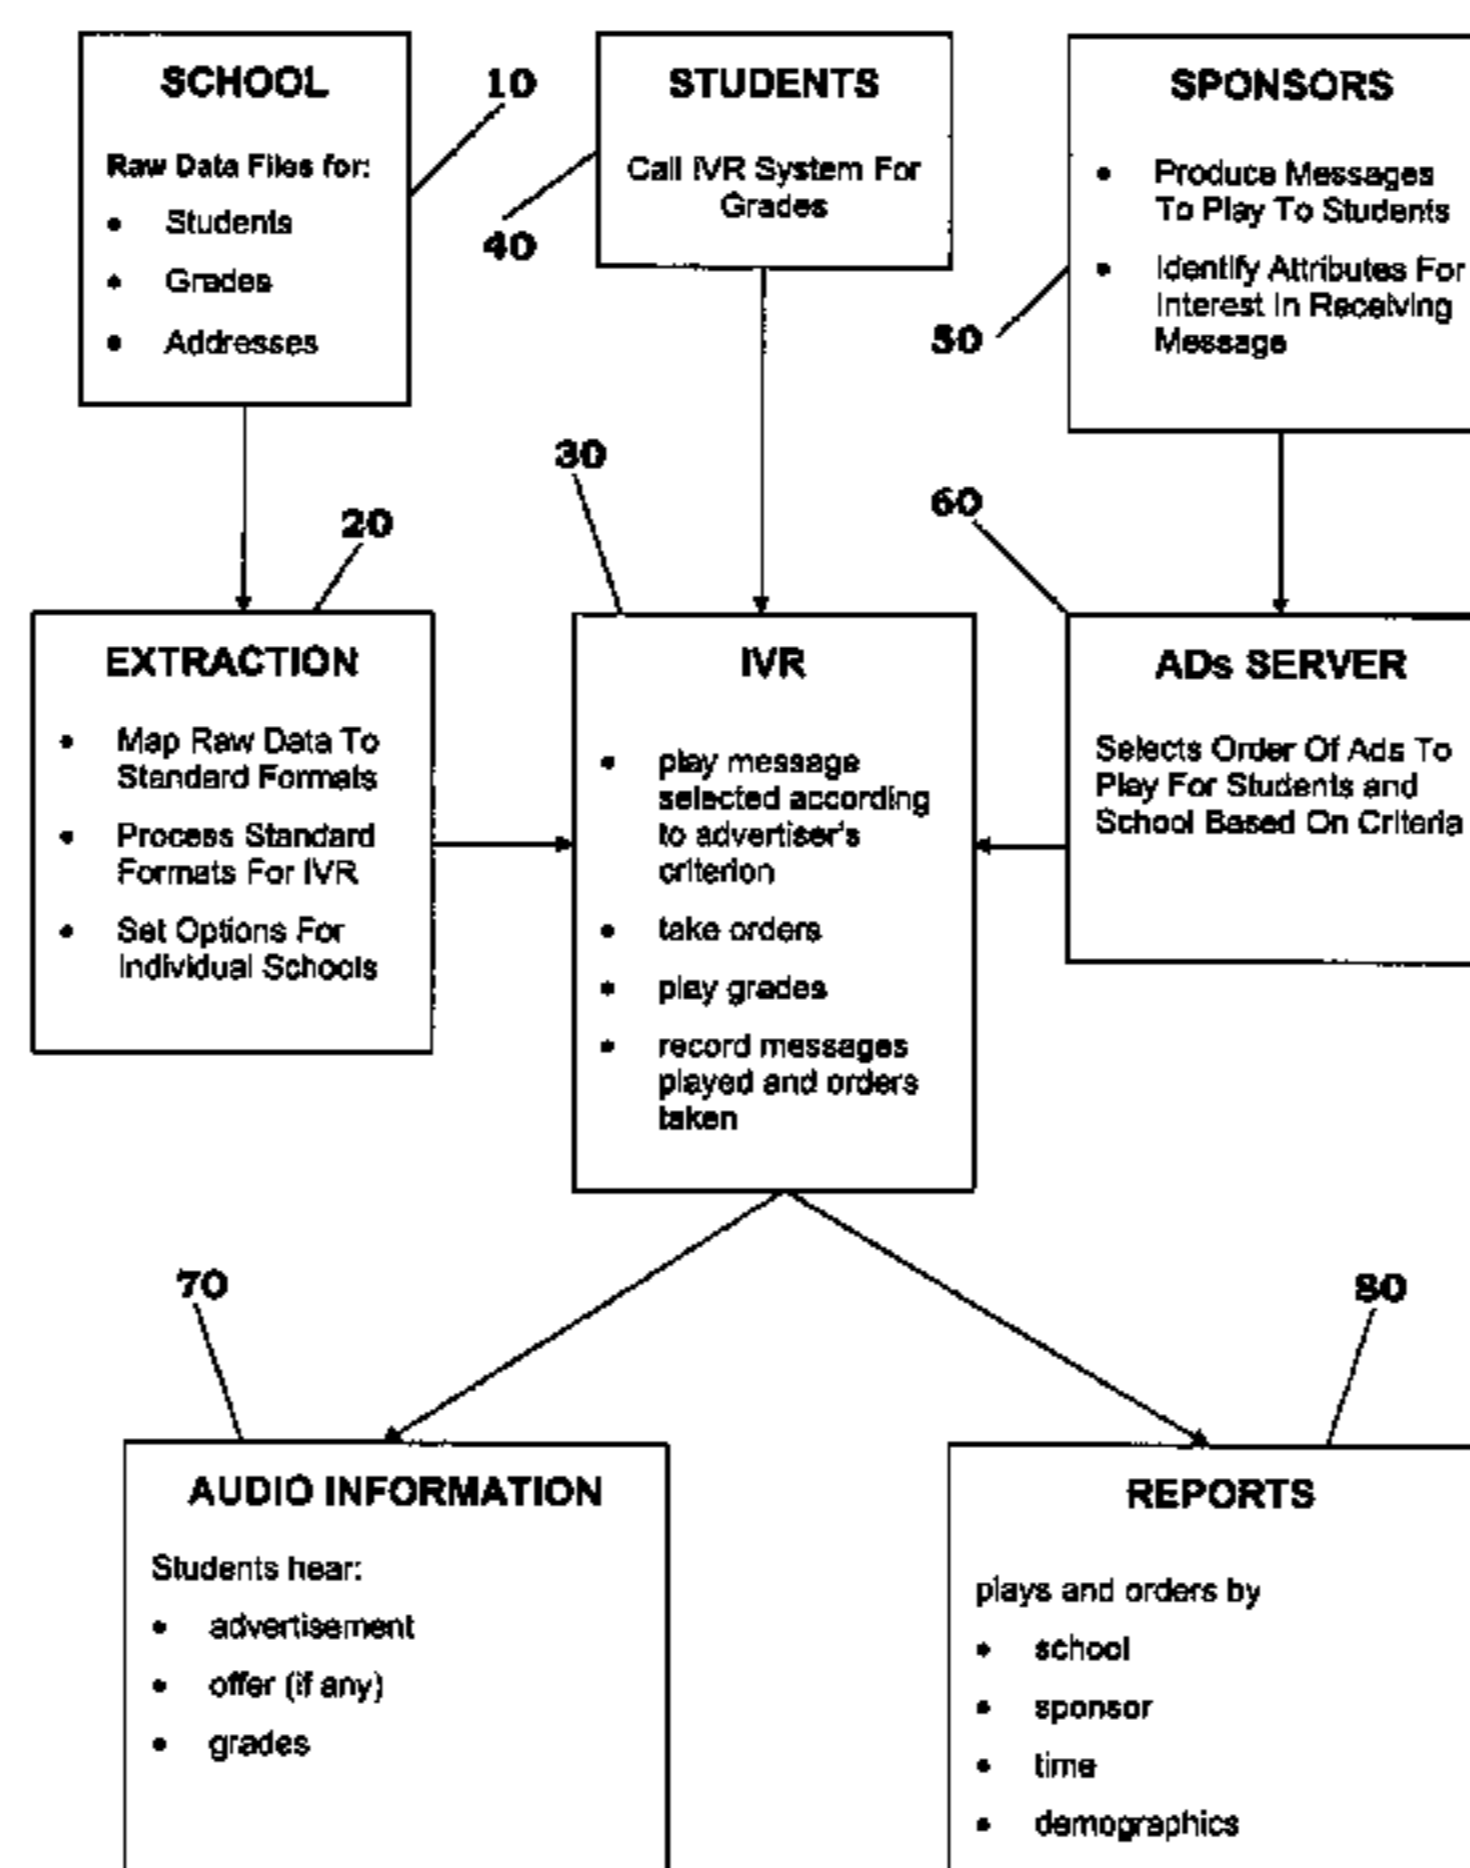 SCHOOL
Raw Data Files for:
• Students
• Grades
• Addresses
10
STUDENTS
Call IVR System For
Grades
40
SPONSORS
• Produce Messages
To Play To Students
• Identify Attributes For
Interest In Receiving
Message
50
20
EXTRACTION
• Map Raw Data To
Standard Formats
• Process Standard
Formats For IVR
• Set Options For
Individual Schools
30
IVR
• play message
selected according
to advertiser's
criterion
• take orders
• play grades
• record messages
played and orders
taken
60
ADs SERVER
Selects Order Of Ads To
Play For Students and
School Based On Criteria
70
AUDIO INFORMATION
Students hear:
• advertisement
• offer (if any)
• grades
80
REPORTS
plays and orders by
• school
• sponsor
• time
• demographics